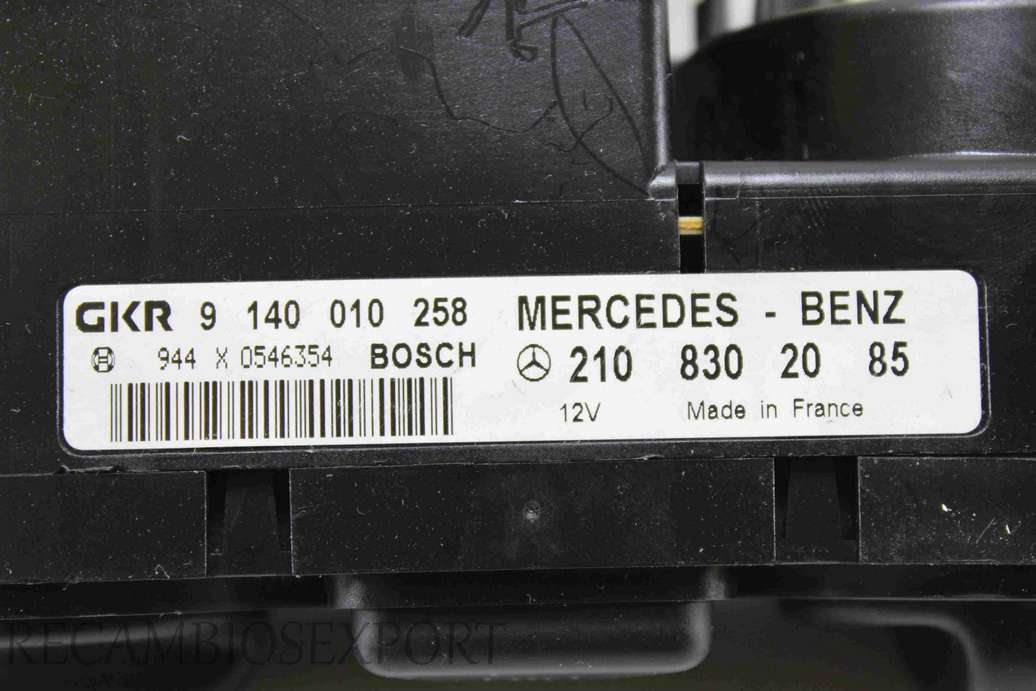 GKR 9 140 010 258
944 X 0546354 BOSCH
MERCEDES - BENZ
210 830 20 85
12V Made in France
RECAMBIOSEXPORT